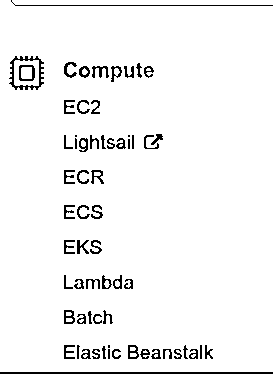 Compute
EC2
Lightsail
ECR
ECS
EKS
Lambda
Batch
Elastic Beanstalk